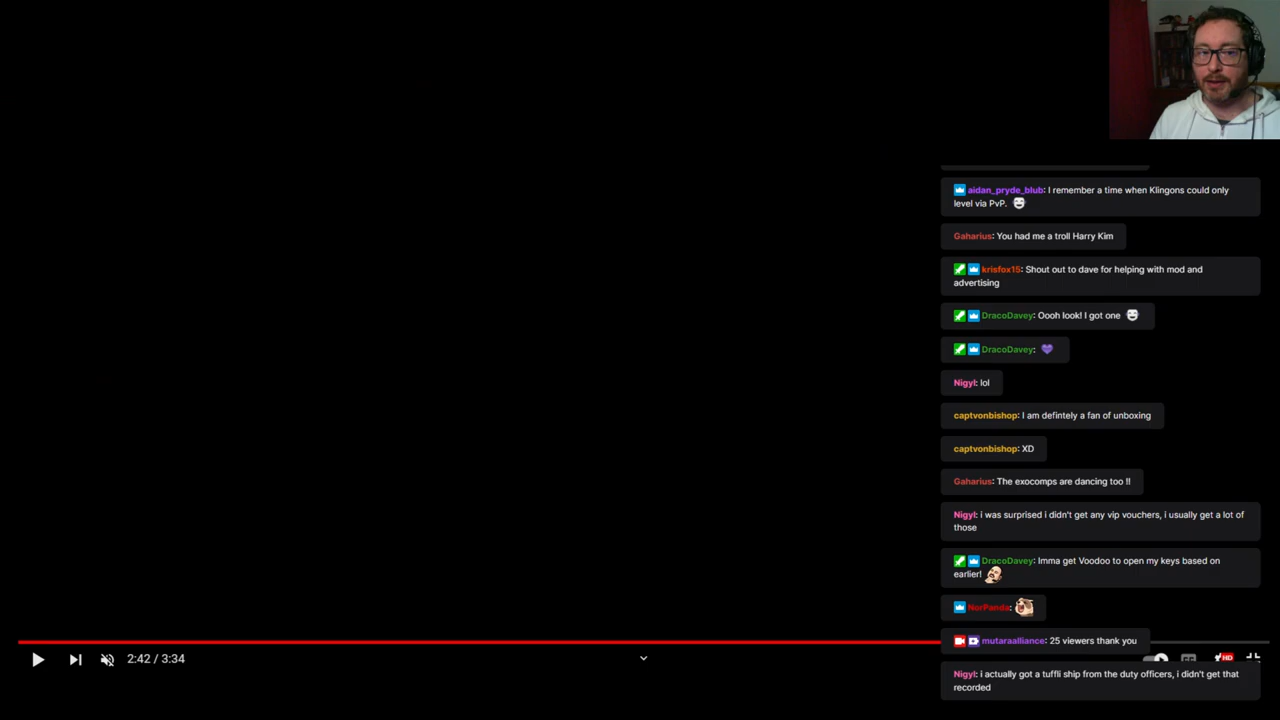 aidan_pryde_blub: I remember a time when Klingons could only
level via PvP.
Gaharius: You had me a troll Harry Kim
krisfox15: Shout out to dave for helping with mod and
advertising
DracoDavey: Oooh look! I got one
DracoDavey:
Nigyl: lol
captvonbishop: I am defintely a fan of unboxing
captvonbishop: XD
Gaharius: The exocomps are dancing too !!
Nigyl: i was surprised i didn't get any vip vouchers, i usually get a lot of
those
DracoDavey: Imma get Voodoo to open my keys based on
earlier!
NorPanda:
mutaraalliance: 25 viewers thank you
2:42 / 3:34
HD
Nigyl: i actually got a tuffli ship from the duty officers, i didn't get that
recorded